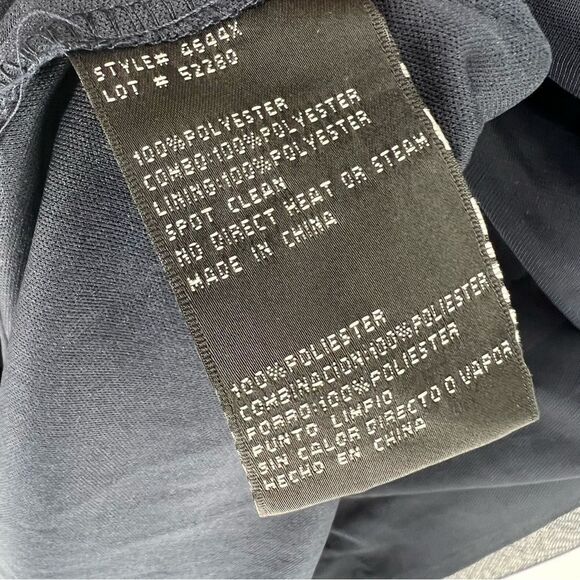 STYLE# 4644X
LOT # 52280
100%POLYESTER
COMBO:100%POLYESTER
LINING:100%POLYESTER
SPOT CLEAN
NO DIRECT HEAT OR STEAM
MADE IN CHINA
100%POLIESTER
COMBINACION:100%POLIESTER
FORRO:100%POLIESTER
PUNTO LIMPIO
SIN CALOR DIRECTO O VAPOR
HECHO EN CHINA